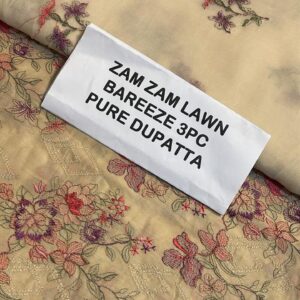 ZAM ZAM LAWN
BAREEZE 3PC
PURE DUPATTA